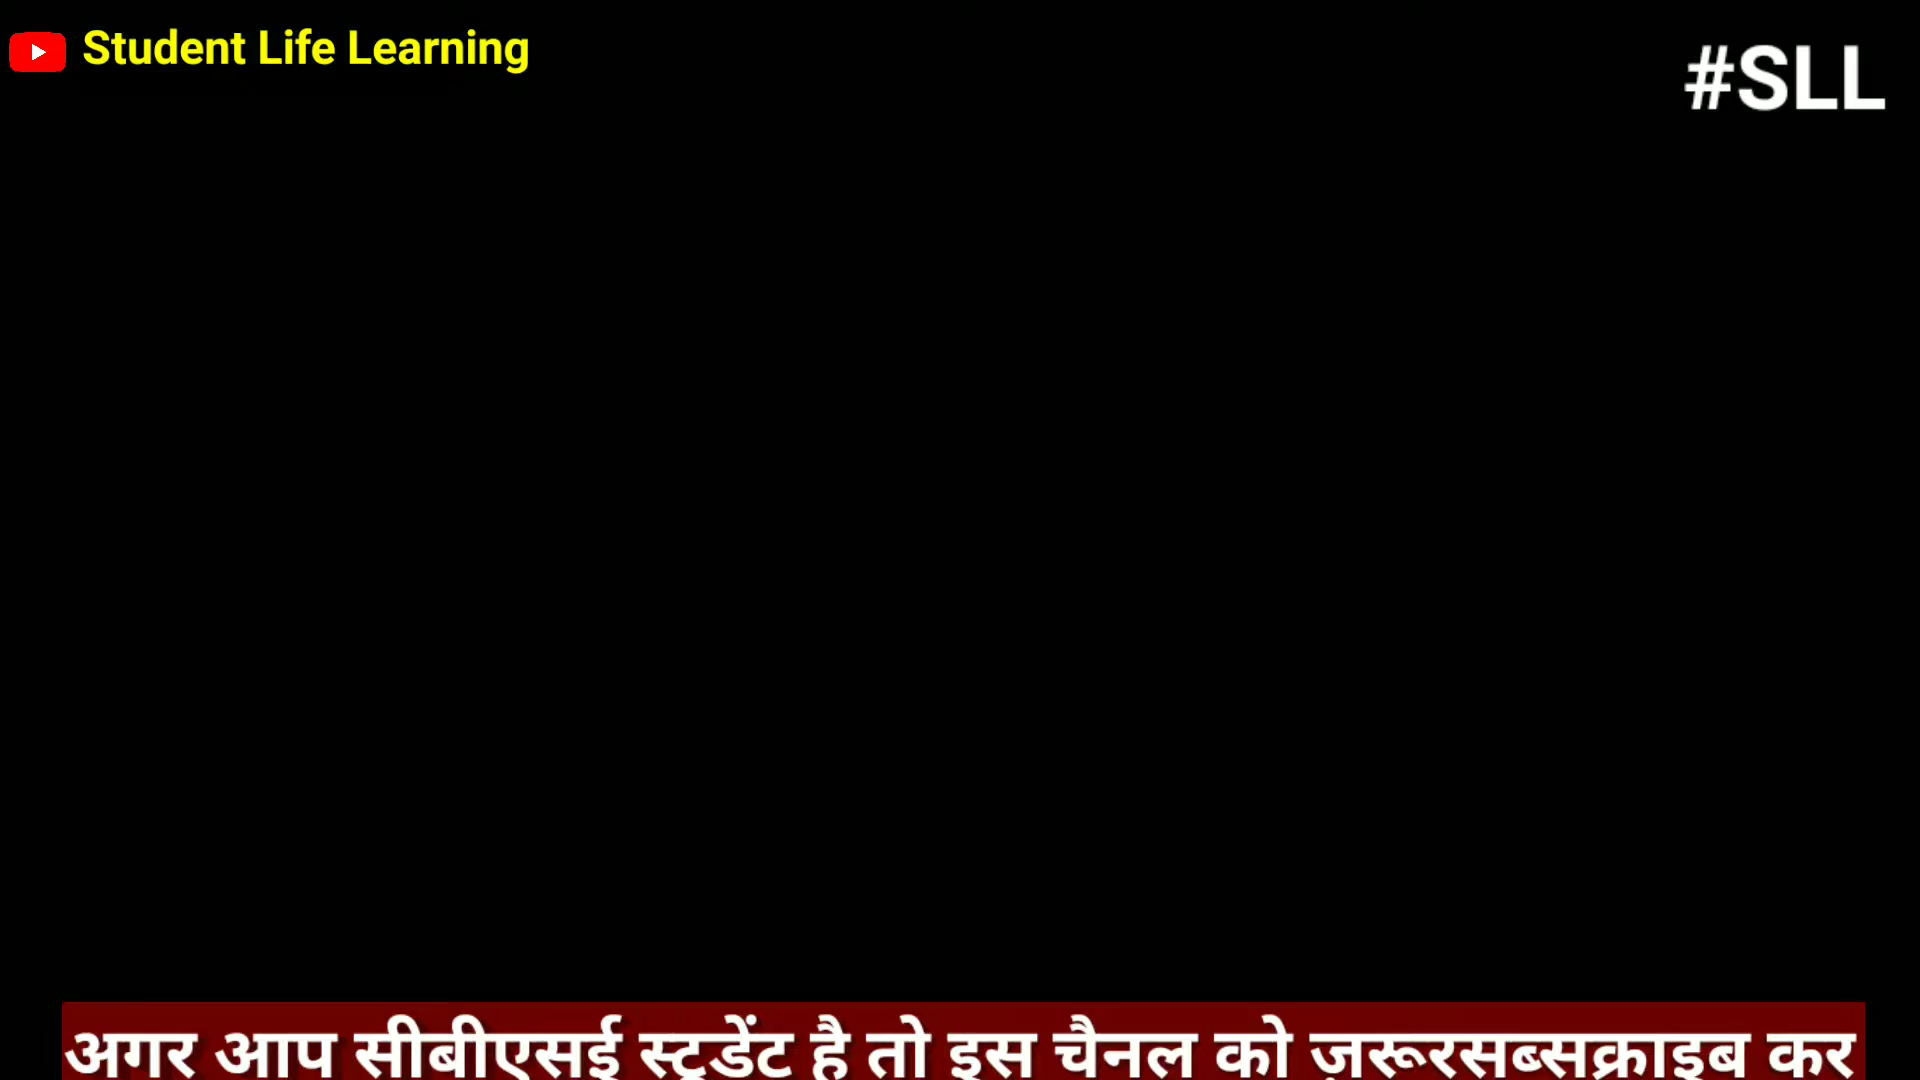 Student Life Learning
#SLL
अगर आप सीबीएसई स्टूडेंट है तो इस चैनल को ज़रूरसब्सक्राइब कर